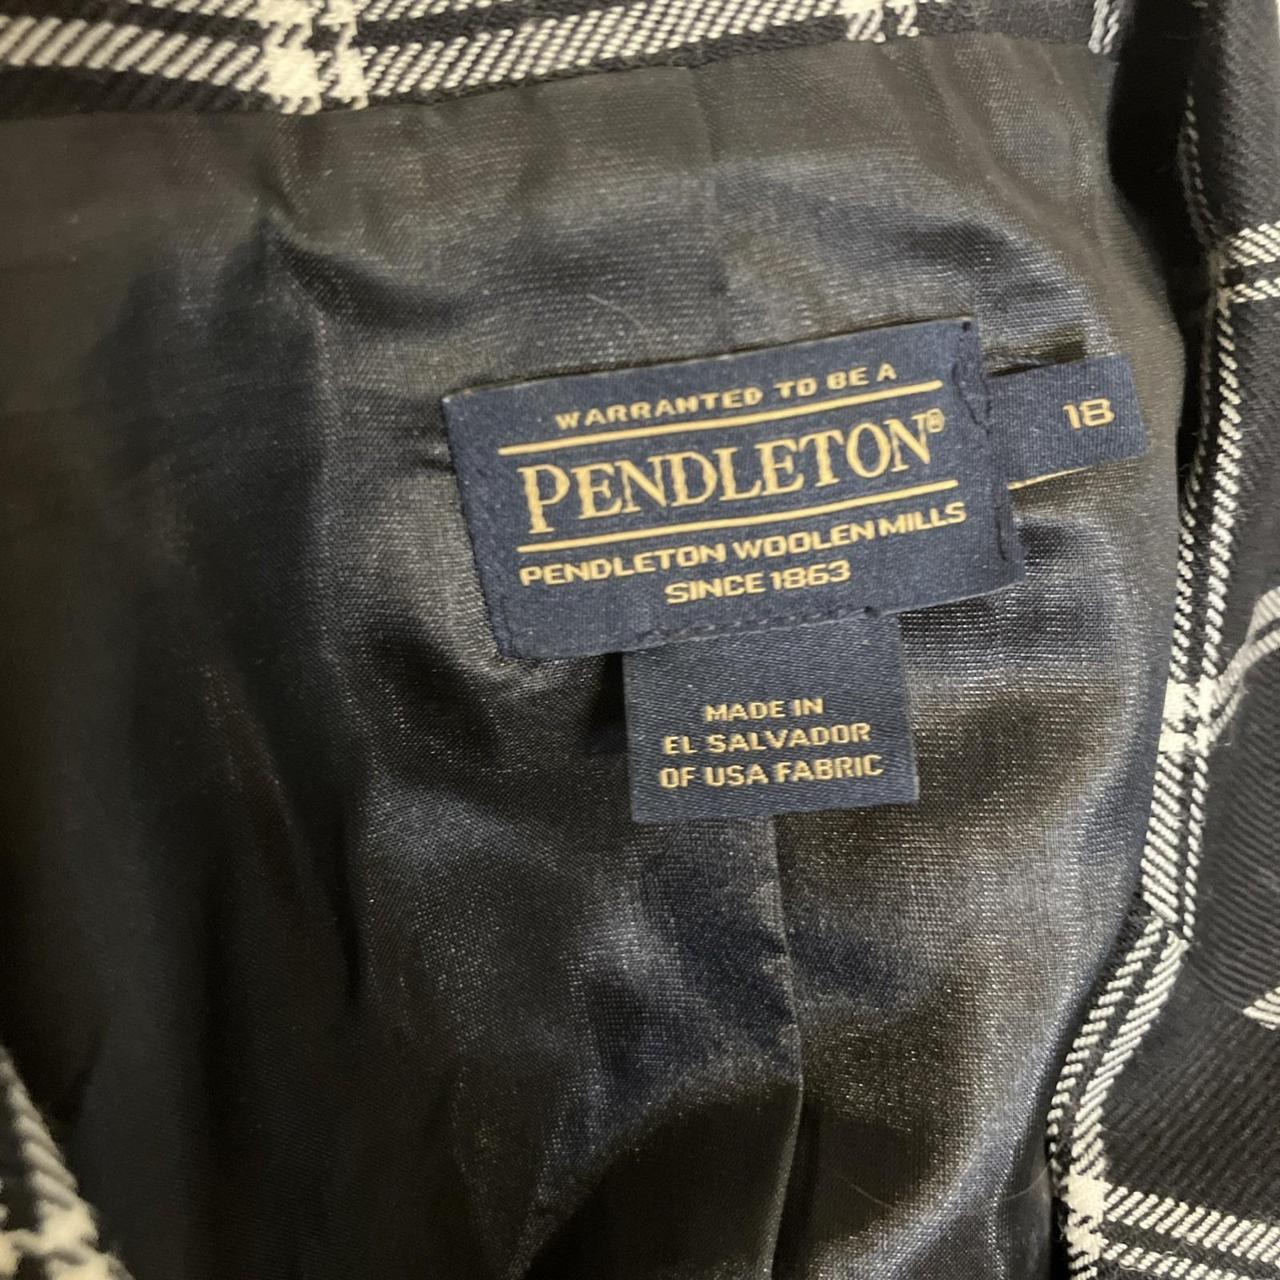 WARRANTED TO BE A
PENDLETON®
PENDLETON WOOLEN MILLS
SINCE 1863
18
MADE IN
EL SALVADOR
OF USA FABRIC